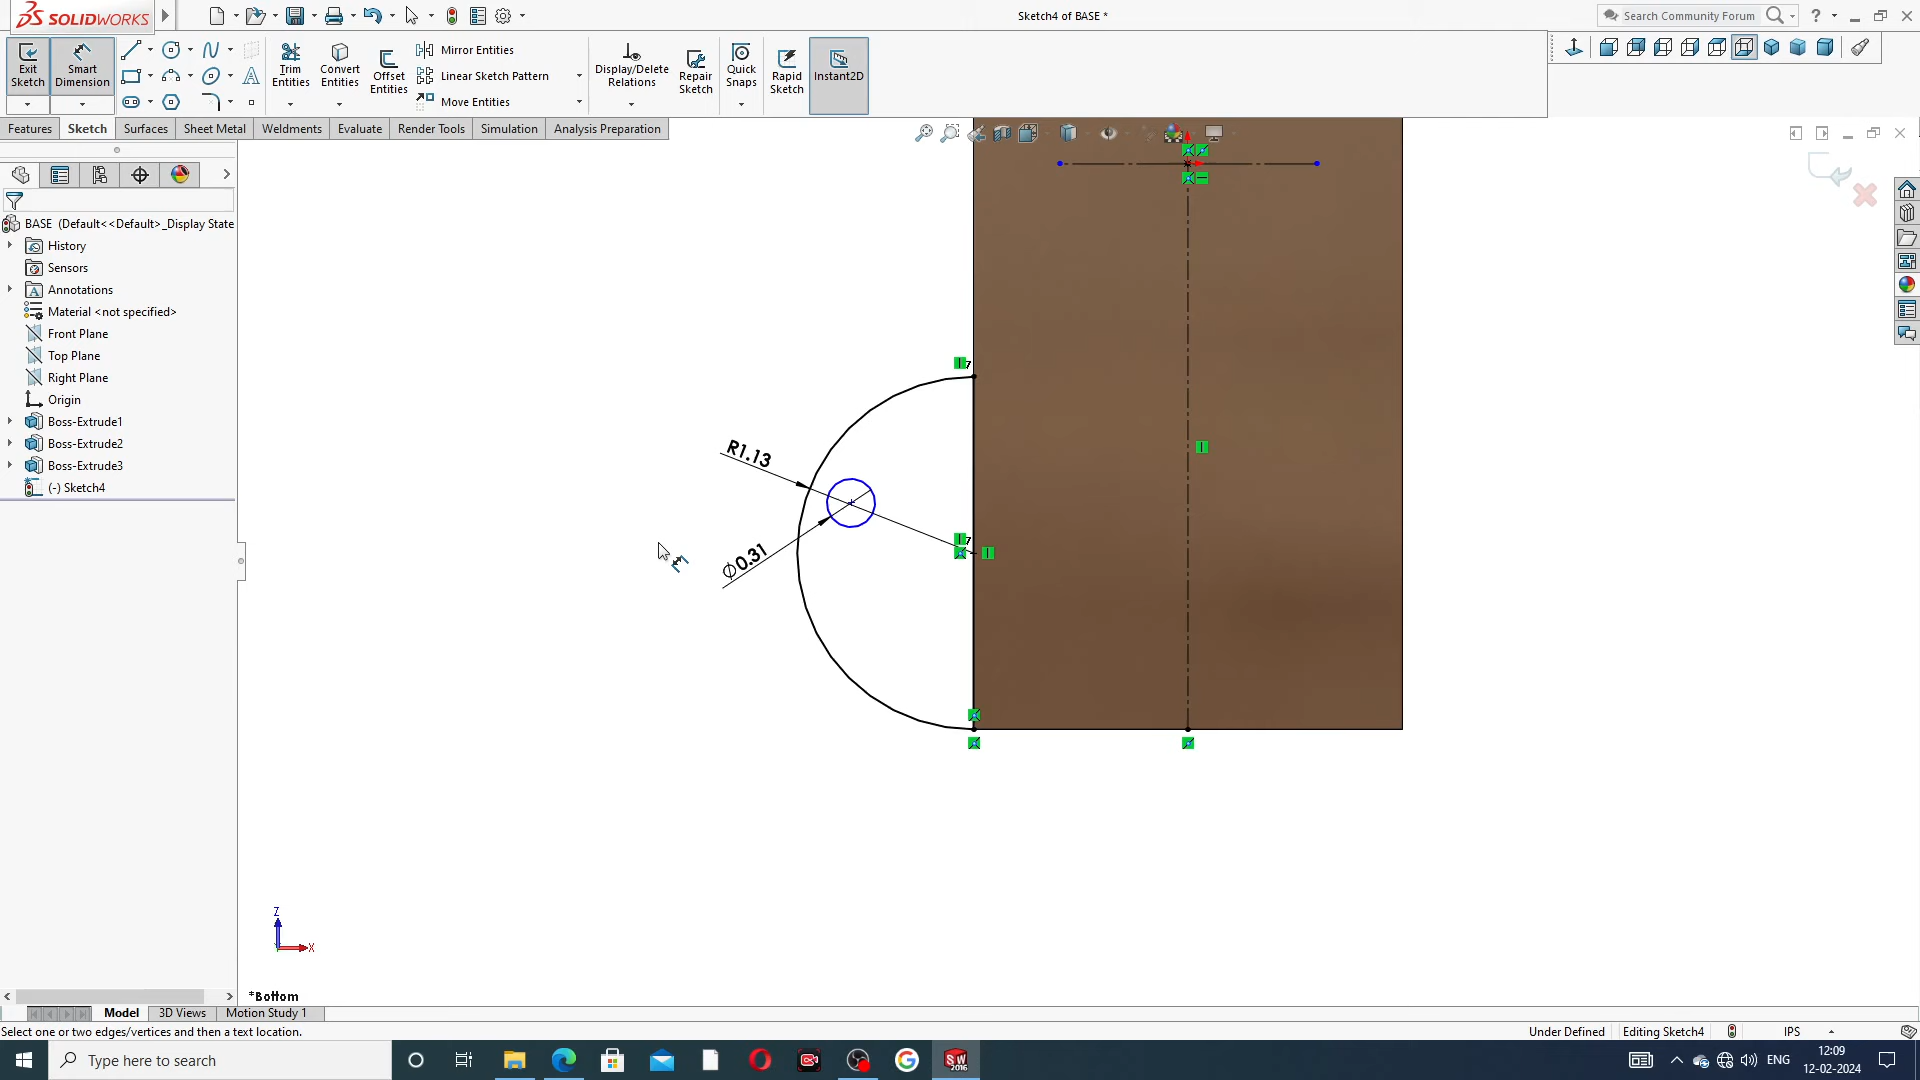 SOLIDWORKS
Sketch4 of BASE *
Search Community Forum
?
Exit Sketch
Smart Dimension
Trim Entities
Convert Entities
Offset Entities
Mirror Entities
Linear Sketch Pattern
Move Entities
Display/Delete Relations
Repair Sketch
Quick Snaps
Rapid Sketch
Instant2D
Features
Sketch
Surfaces
Sheet Metal
Weldments
Evaluate
Render Tools
Simulation
Analysis Preparation
BASE (Default<<Default>_Display State
History
Sensors
Annotations
Material <not specified>
Front Plane
Top Plane
Right Plane
Origin
Boss-Extrude1
Boss-Extrude2
Boss-Extrude3
(-) Sketch4
R1.13
∅0.31
7
7
Z
X
*Bottom
Model
3D Views
Motion Study 1
Select one or two edges/vertices and then a text location.
Under Defined
Editing Sketch4
IPS
Type here to search
SW
2016
ENG
12:09
12-02-2024